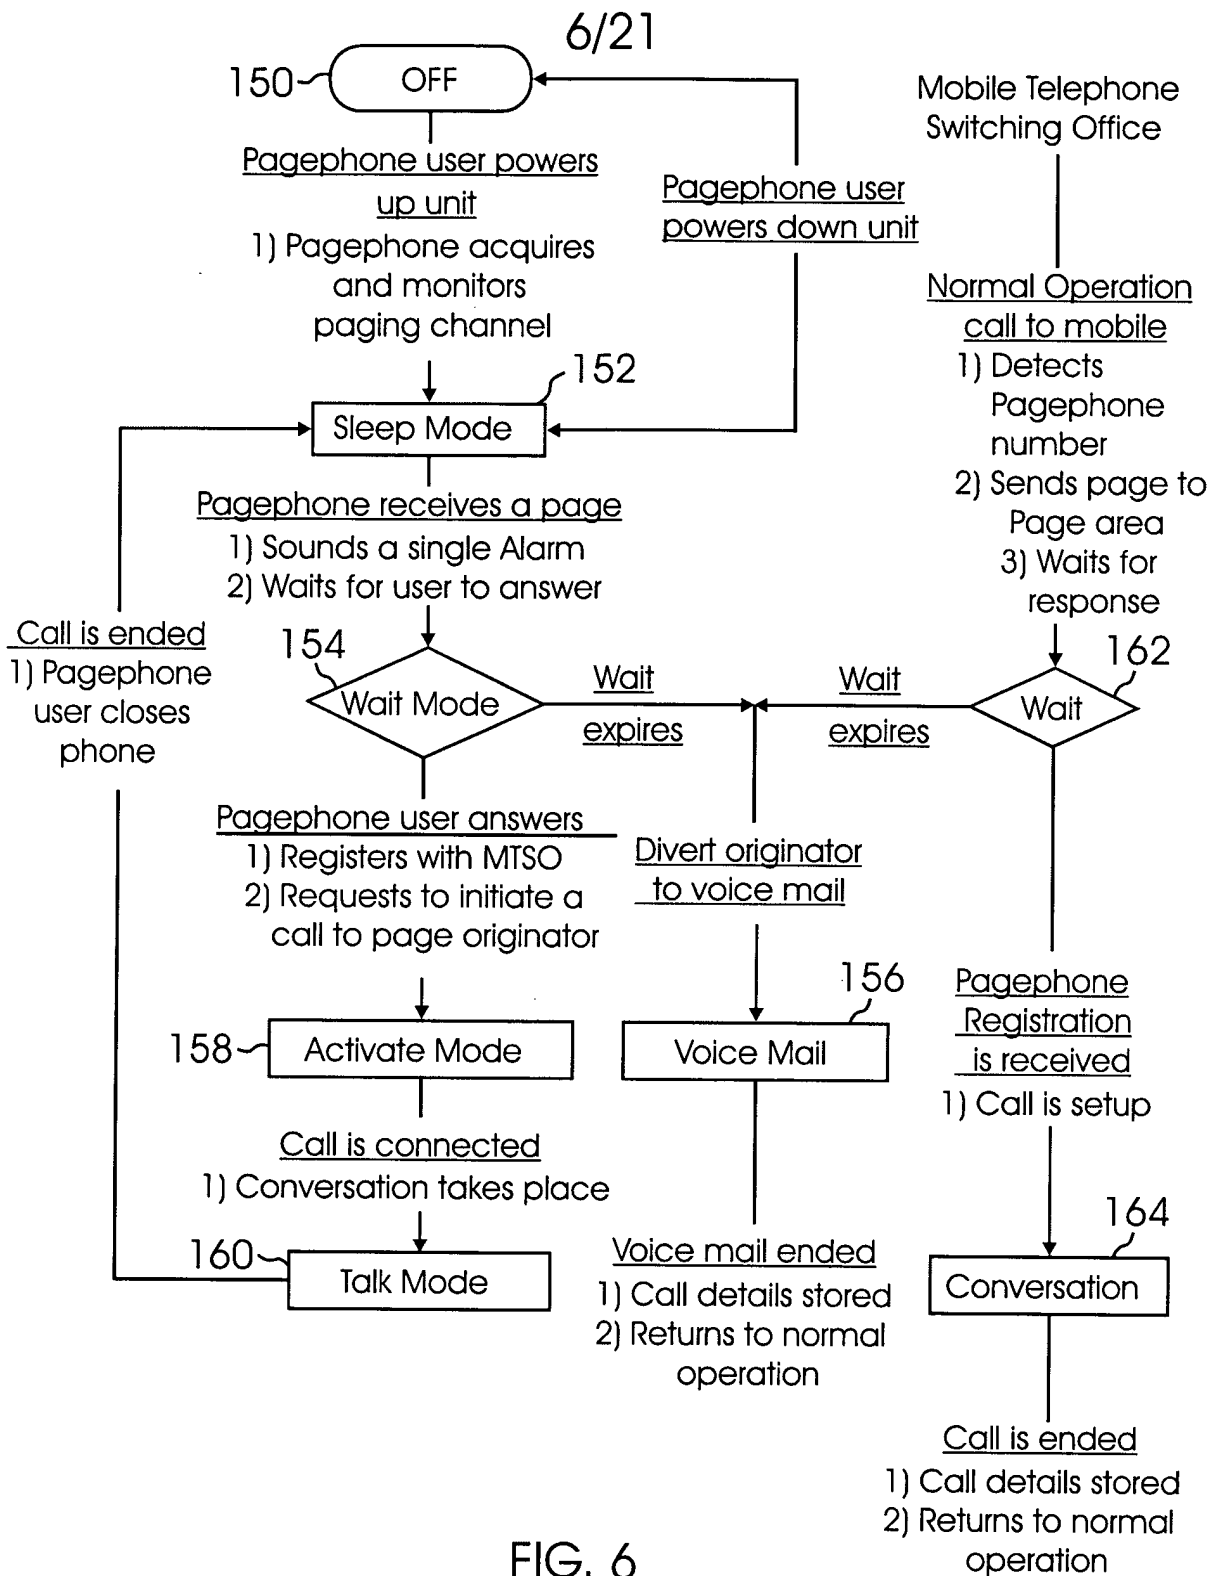 6/21
150
OFF
Mobile Telephone
Switching Office
Pagephone user powers
up unit
1) Pagephone acquires
and monitors
paging channel
Pagephone user
powers down unit
Normal Operation
call to mobile
1) Detects
Pagephone
number
2) Sends page to
Page area
3) Waits for
response
152
Sleep Mode
Pagephone receives a page
1) Sounds a single Alarm
2) Waits for user to answer
Call is ended
1) Pagephone
user closes
phone
154
Wait Mode
Wait
expires
Wait
expires
162
Wait
Pagephone user answers
1) Registers with MTSO
2) Requests to initiate a
call to page originator
Divert originator
to voice mail
158
Activate Mode
156
Voice Mail
Pagephone
Registration
is received
1) Call is setup
Call is connected
1) Conversation takes place
160
Talk Mode
Voice mail ended
1) Call details stored
2) Returns to normal
operation
164
Conversation
Call is ended
1) Call details stored
2) Returns to normal
operation
FIG. 6